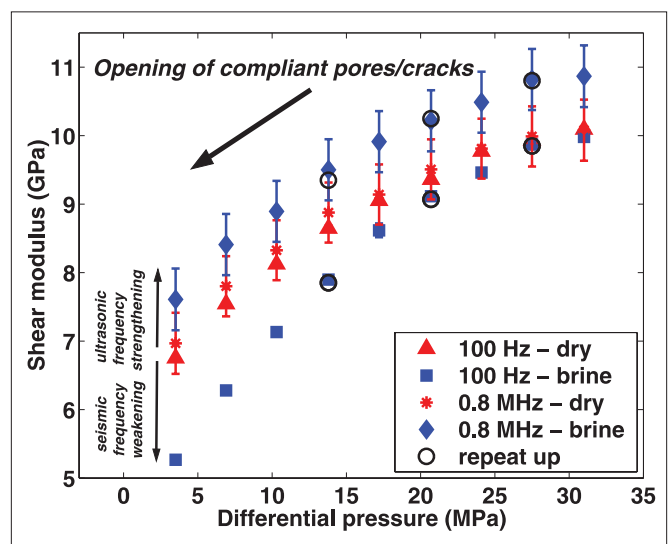 Opening of compliant pores/cracks
11
10
9
8
7
6
5
Shear modulus (GPa)
ultrasonic
frequency
strengthening
seismic
frequency
weakening
100 Hz – dry
100 Hz – brine
0.8 MHz – dry
0.8 MHz – brine
repeat up
0 5 10 15 20 25 30 35
Differential pressure (MPa)